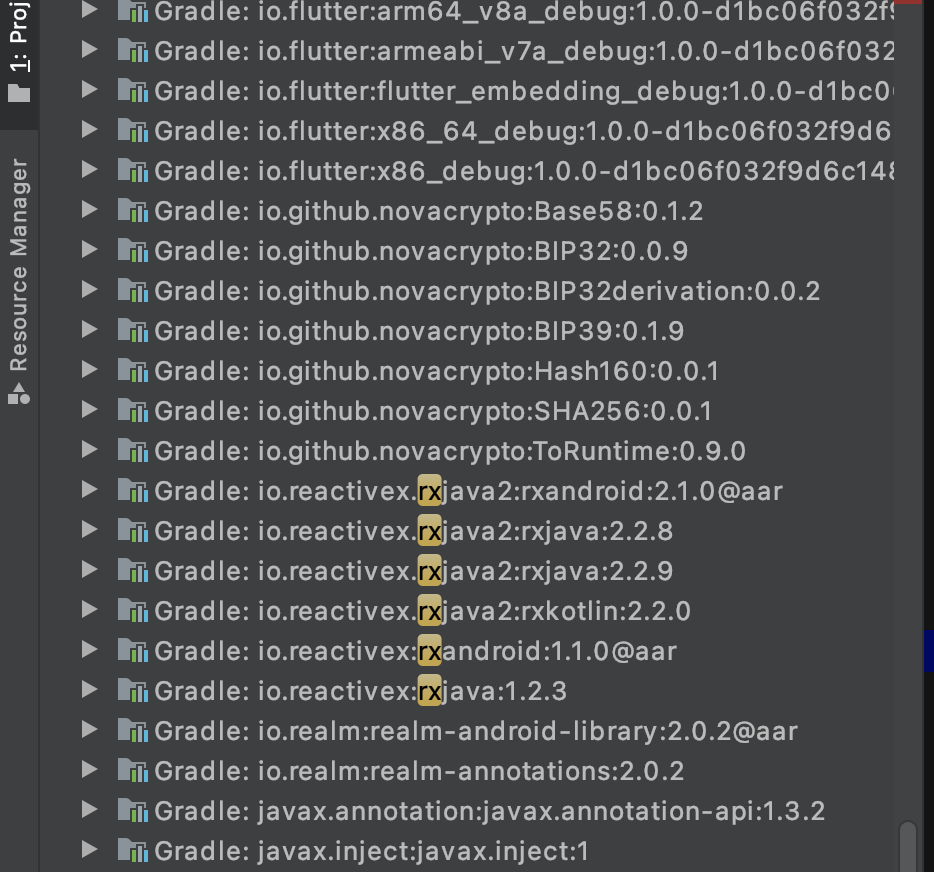 1: Proj
Resource Manager
Gradle: io.flutter:arm64_v8a_debug:1.0.0-d1bc06f032f9
Gradle: io.flutter:armeabi_v7a_debug:1.0.0-d1bc06f032
Gradle: io.flutter:flutter_embedding_debug:1.0.0-d1bc0
Gradle: io.flutter:x86_64_debug:1.0.0-d1bc06f032f9d6
Gradle: io.flutter:x86_debug:1.0.0-d1bc06f032f9d6c148
Gradle: io.github.novacrypto:Base58:0.1.2
Gradle: io.github.novacrypto:BIP32:0.0.9
Gradle: io.github.novacrypto:BIP32derivation:0.0.2
Gradle: io.github.novacrypto:BIP39:0.1.9
Gradle: io.github.novacrypto:Hash160:0.0.1
Gradle: io.github.novacrypto:SHA256:0.0.1
Gradle: io.github.novacrypto:ToRuntime:0.9.0
Gradle: io.reactivex.rxjava2:rxandroid:2.1.0@aar
Gradle: io.reactivex.rxjava2:rxjava:2.2.8
Gradle: io.reactivex.rxjava2:rxjava:2.2.9
Gradle: io.reactivex.rxjava2:rxkotlin:2.2.0
Gradle: io.reactivex:rxandroid:1.1.0@aar
Gradle: io.reactivex:rxjava:1.2.3
Gradle: io.realm:realm-android-library:2.0.2@aar
Gradle: io.realm:realm-annotations:2.0.2
Gradle: javax.annotation:javax.annotation-api:1.3.2
Gradle: javax.inject:javax.inject:1